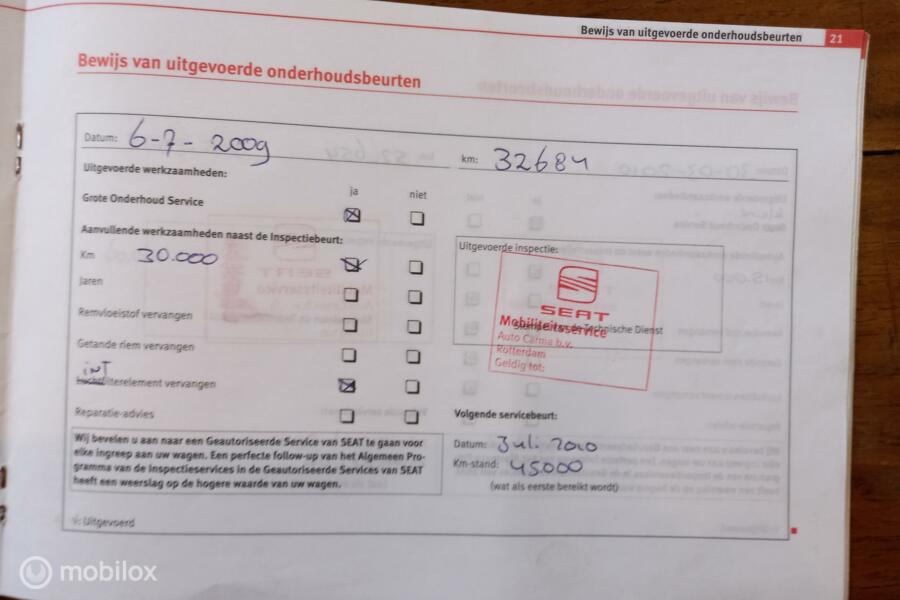 Bewijs van uitgevoerde onderhoudsbeurten 21
Bewijs van uitgevoerde onderhoudsbeurten
Datum: 6-7-2009 km: 32684
Uitgevoerde werkzaamheden:
ja niet
Grote Onderhoud Service
Aanvullende werkzaamheden naast de Inspectiebeurt:
Km 30.000
Jaren
Remvloeistof vervangen
Getande riem vervangen
INT
Luchtfilterelement vervangen
Reparatie-advies
Uitgevoerde inspectie:
SEAT
Mobiliteitsservice
Stempel van de Technische Dienst
Auto Carma b.v.
Rotterdam
Geldig tot:
Volgende servicebeurt:
Datum: Juli 2010
Km-stand: 45000
(wat als eerste bereikt wordt)
Wij bevelen u aan naar een Geautoriseerde Service van SEAT te gaan voor
elke ingreep aan uw wagen. Een perfecte follow-up van het Algemeen Pro-
gramma van de Inspectieservices in de Geautoriseerde Services van SEAT
heeft een weerslag op de hogere waarde van uw wagen.
√: Uitgevoerd
mobilox